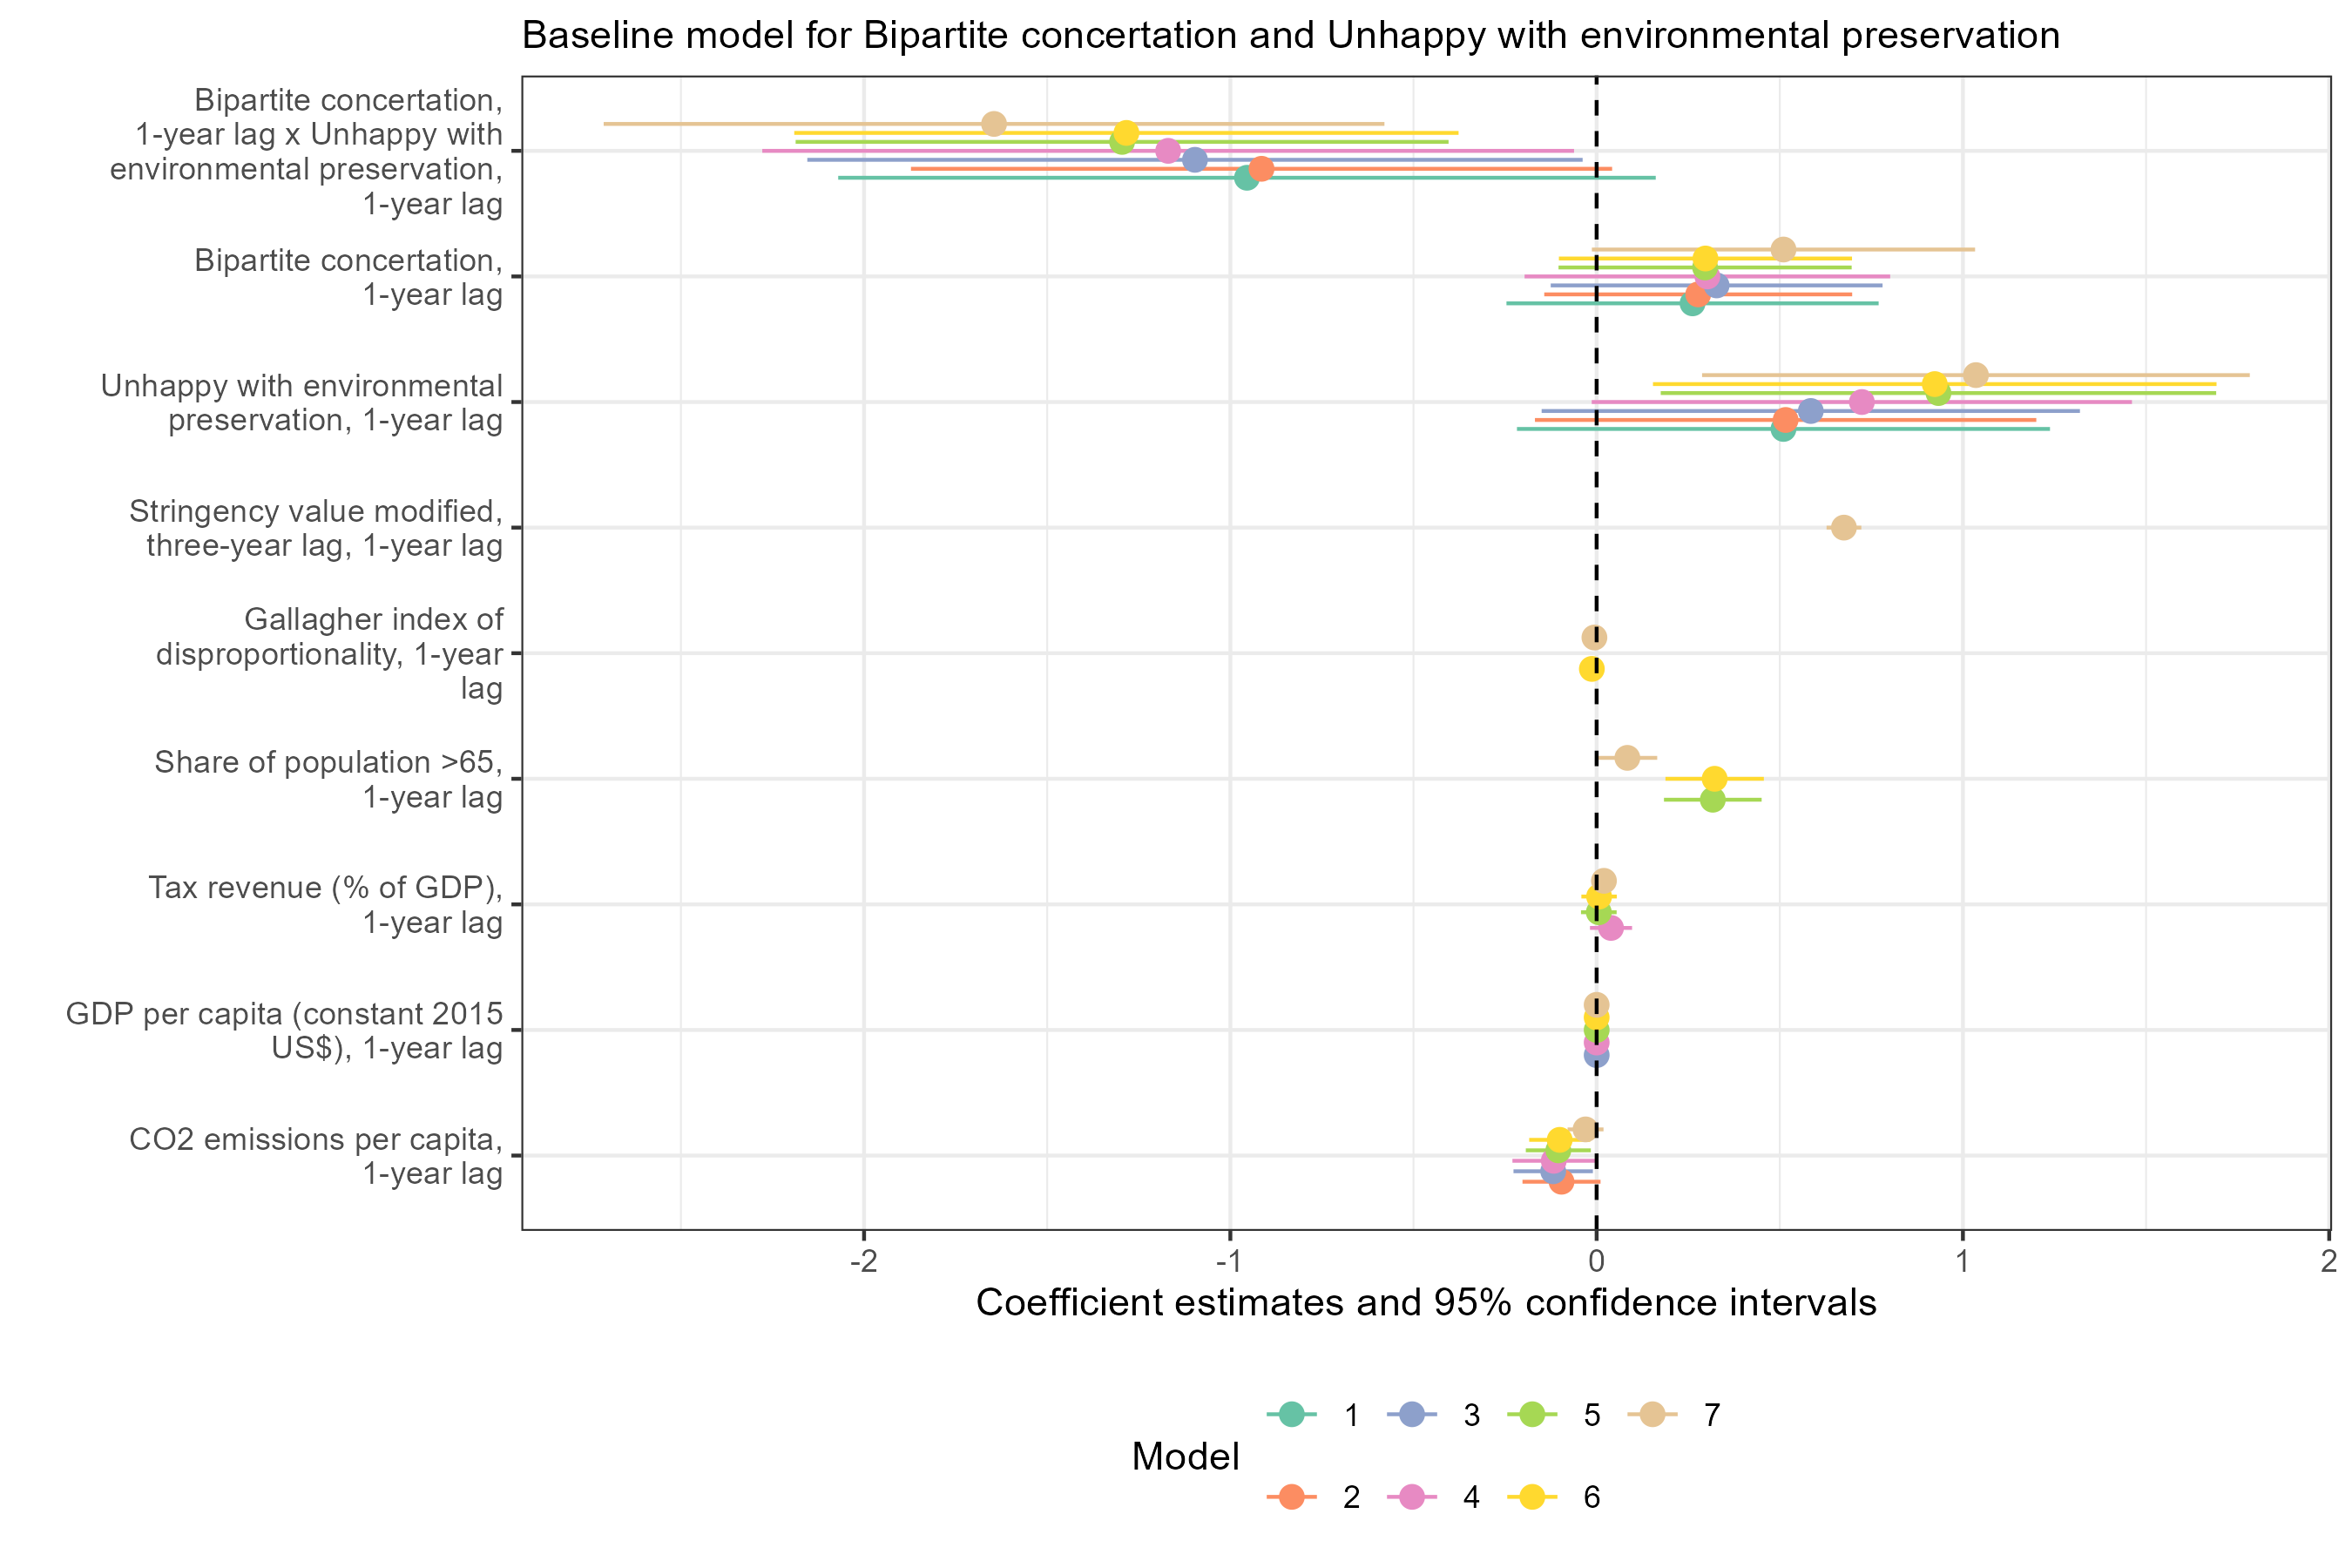 Baseline model for Bipartite concertation and Unhappy with environmental preservation
Bipartite concertation,
1-year lag x Unhappy with
environmental preservation,
1-year lag
Bipartite concertation,
1-year lag
Unhappy with environmental
preservation, 1-year lag
Stringency value modified,
three-year lag, 1-year lag
Gallagher index of
disproportionality, 1-year
lag
Share of population >65,
1-year lag
Tax revenue (% of GDP),
1-year lag
GDP per capita (constant 2015
US$), 1-year lag
CO2 emissions per capita,
1-year lag
-2 -1 0 1 2
Coefficient estimates and 95% confidence intervals
1 3 5 7
Model
2 4 6